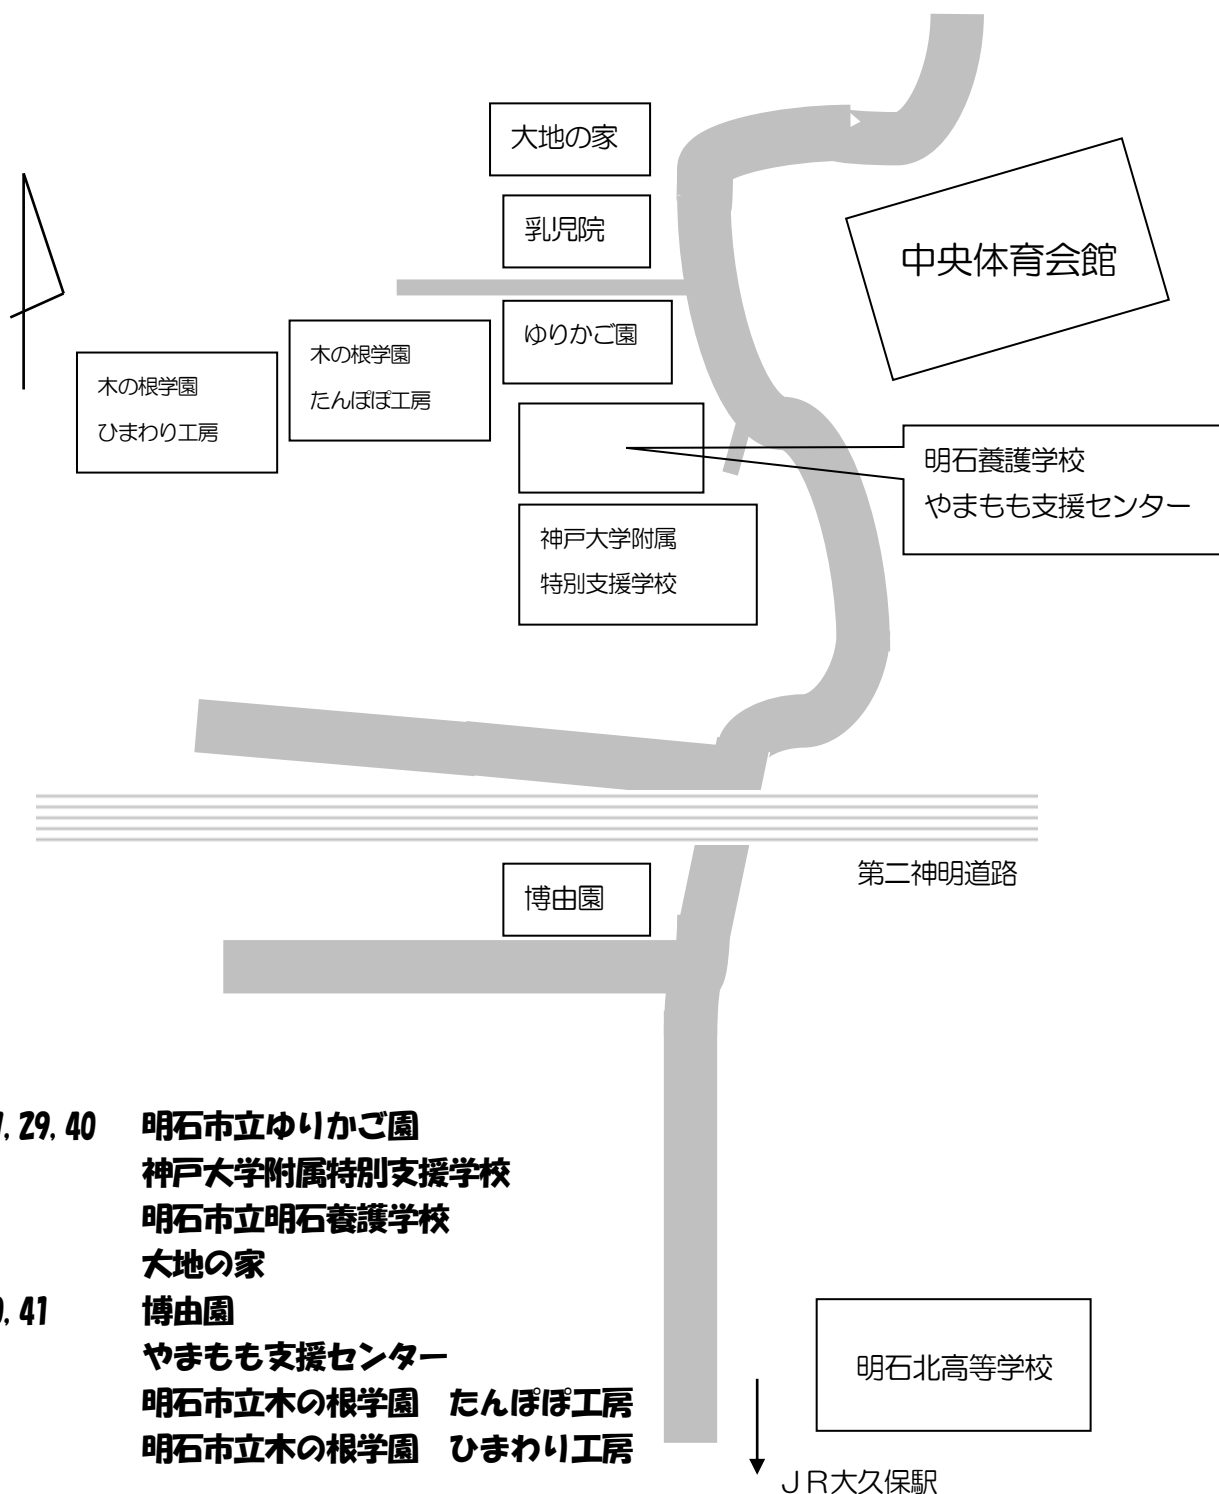 大地の家
乳児院
中央体育会館
ゆりかご園
木の根学園
たんぽぽ工房
木の根学園
ひまわり工房
明石養護学校
やまもも支援センター
神戸大学附属
特別支援学校
第二神明道路
博由園
, 29, 40 明石市立ゆりかご園
神戸大学附属特別支援学校
明石市立明石養護学校
大地の家
, 41 博由園
やまもも支援センター
明石市立木の根学園 たんぽぽ工房
明石市立木の根学園 ひまわり工房
明石北高等学校
ＪＲ大久保駅